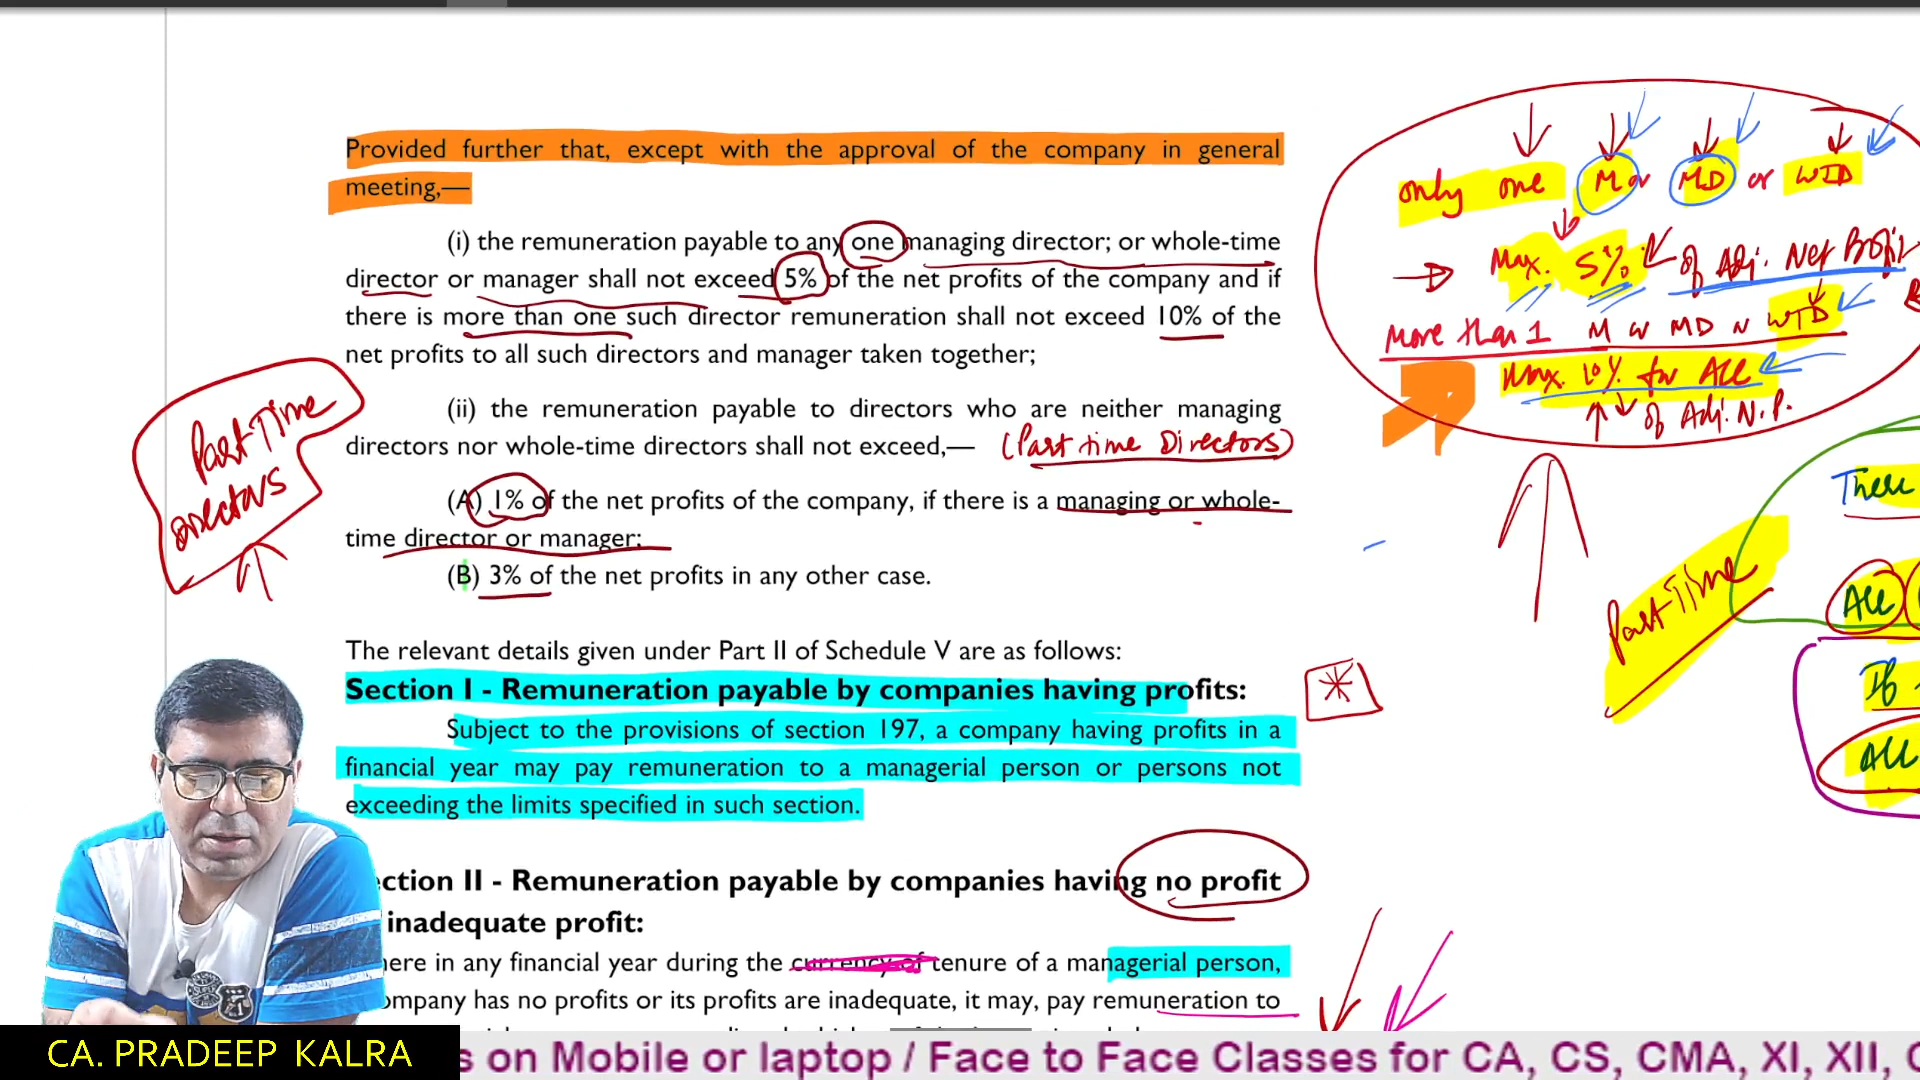 Provided further that, except with the approval of the company in general
meeting,—
(i) the remuneration payable to any one managing director; or whole-time
director or manager shall not exceed 5% of the net profits of the company and if
there is more than one such director remuneration shall not exceed 10% of the
net profits to all such directors and manager taken together;
(ii) the remuneration payable to directors who are neither managing
directors nor whole-time directors shall not exceed,— (Part time Directors)
(A) 1% of the net profits of the company, if there is a managing or whole-
time director or manager;
(B) 3% of the net profits in any other case.
The relevant details given under Part II of Schedule V are as follows:
Section I - Remuneration payable by companies having profits:
Subject to the provisions of section 197, a company having profits in a
financial year may pay remuneration to a managerial person or persons not
exceeding the limits specified in such section.
ction II - Remuneration payable by companies having no profit
inadequate profit:
here in any financial year during the currency of tenure of a managerial person,
ompany has no profits or its profits are inadequate, it may, pay remuneration to
Part Time
Directors
only one M or MD or WTD
Max. 5% of Adj. Net Profit
More than 1 M or MD or WTD
Max. 10% for All
of Adj. N.P.
Part Time
There
All
If
All
CA. PRADEEP KALRA
s on Mobile or laptop / Face to Face Classes for CA, CS, CMA, XI, XII, C